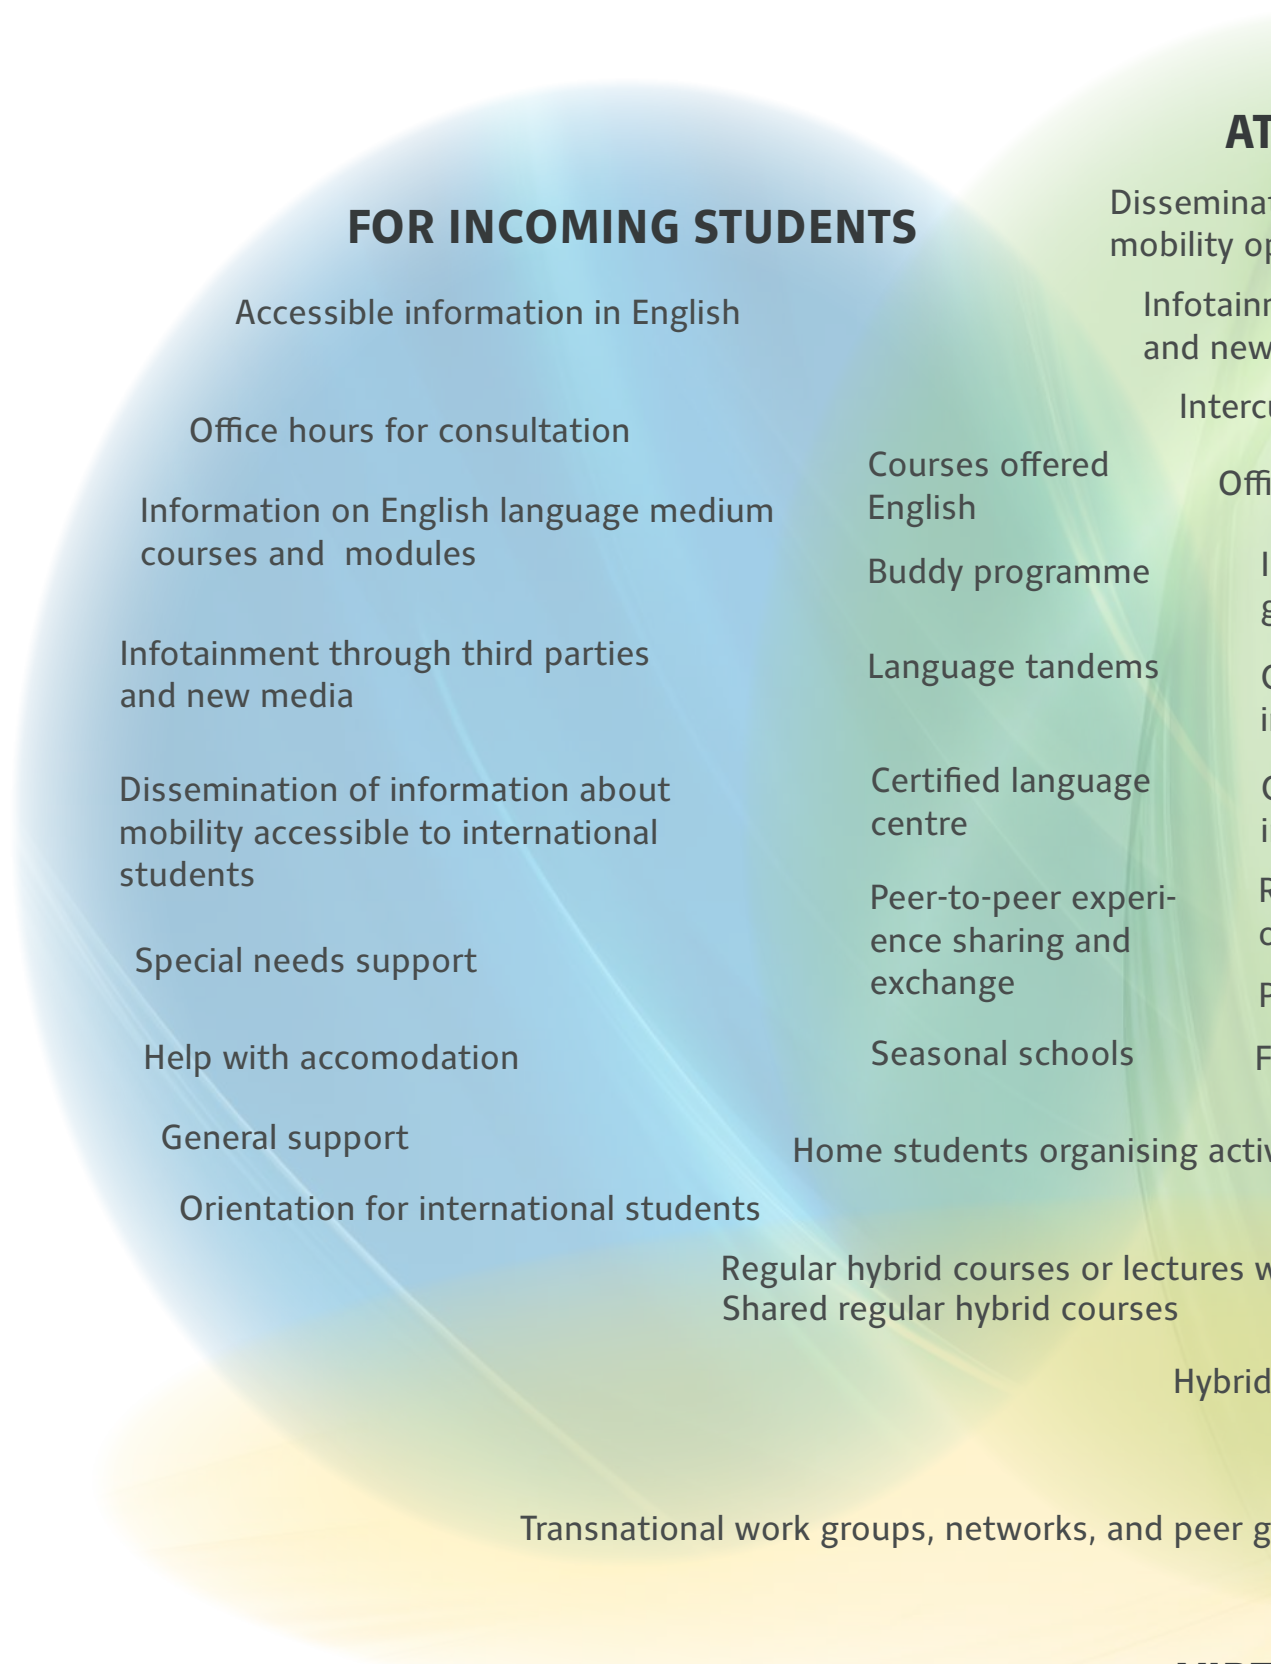 FOR INCOMING STUDENTS
Accessible information in English
Office hours for consultation
Information on English language medium
courses and modules
Infotainment through third parties
and new media
Dissemination of information about
mobility accessible to international
students
Special needs support
Help with accomodation
General support
Orientation for international students
Courses offered
English
Buddy programme
Language tandems
Certified language
centre
Peer-to-peer experi-
ence sharing and
exchange
Seasonal schools
Home students organising
Regular hybrid courses or lectures
Shared regular hybrid courses
Hybrid
Transnational work groups, networks, and peer
AT
mobility
and new